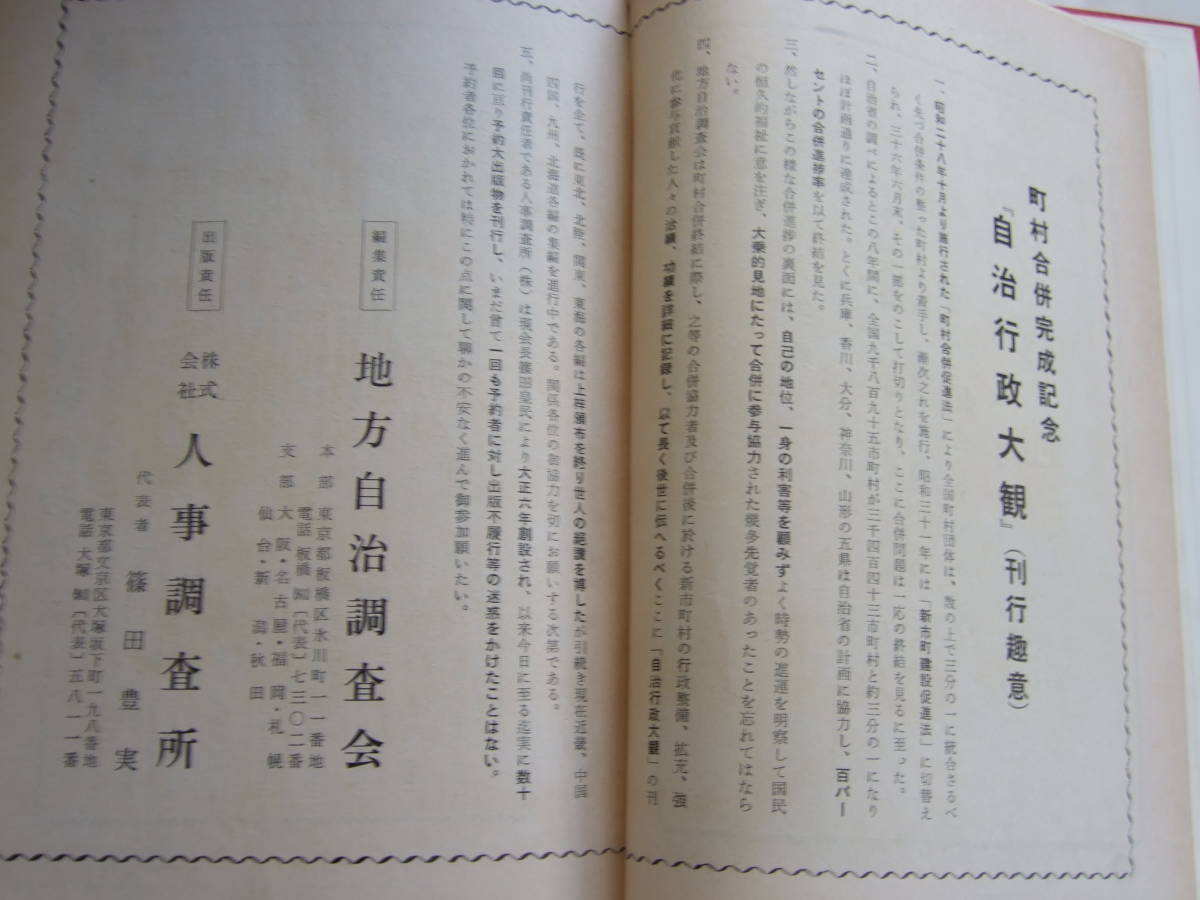 町村合併完成記念
『自治行政大観』(刊行趣意)
一、昭和二十八年十月より施行された「町村合併促進法」により全国町村団体は、数の上で三分の一に統合さるべ
く先づ合併条件の整った町村より着手し、漸次之れを施行、昭和三十一年には「新市町建設促進法」に切替え
られ、三十六年六月末、その一部をのこして打切りとなり、ここに合併問題は一応の終結を見るに至った。
二、自治省の調べによるとこの八年間に、全国九千八百九十五市町村が三千四百四十三市町村と約三分の一になり
ほぼ計画通りに達成された。とくに兵庫、香川、大分、神奈川、山形の五県は自治省の計画に協力し、百パー
セントの合併進捗率を以て終結を見た。
三、然しながらこの様な合併進捗の裏面には、自己の地位、一身の利害等を顧みずよく時勢の進運を明察して国民
の恒久的福祉に意を注ぎ、大乗的見地にたって合併に参与協力された幾多先覚者のあったことを忘れてはなら
ない。
四、地方自治調査会は町村合併終結に際し、之等の合併協力者及び合併後に於ける新市町村の行政整備、拡充、強
化に参与貢献した人々の治績、功績を詳細に記録し、以て長く後世に伝へるべくここに「自治行政大観」の刊
行を企て、既に東北、北陸、関東、東海の各編は上梓頒布を終り世人の絶讃を博したが引続き現在近畿、中国
四国、九州、北海道各編の集編を進行中である。関係各位の御協力を切にお願いする次第である。
五、尚刊行責任者である人事調査所(株)は現会長篠田皇民により大正六年創設され、以来今日に至る迄実に数十
回に亘り予約大出版物を刊行し、いまだ曾て一回も予約者に対し出版不履行等の迷惑をかけたことはない。
予約者各位におかれては特にこの点に関して聊かの不安なく進んで御参加願いたい。
編集責任
地方自治調査会
本部 東京都板橋区氷川町一一番地
電話 板橋(代表)七三〇二番
支部 大阪・名古屋・福岡・札幌
仙台・新潟・秋田
出版責任
株式会社 人事調査所
代表者 篠田豊実
東京都文京区大塚坂下町一九八番地
電話 大塚(代表)五八一一番